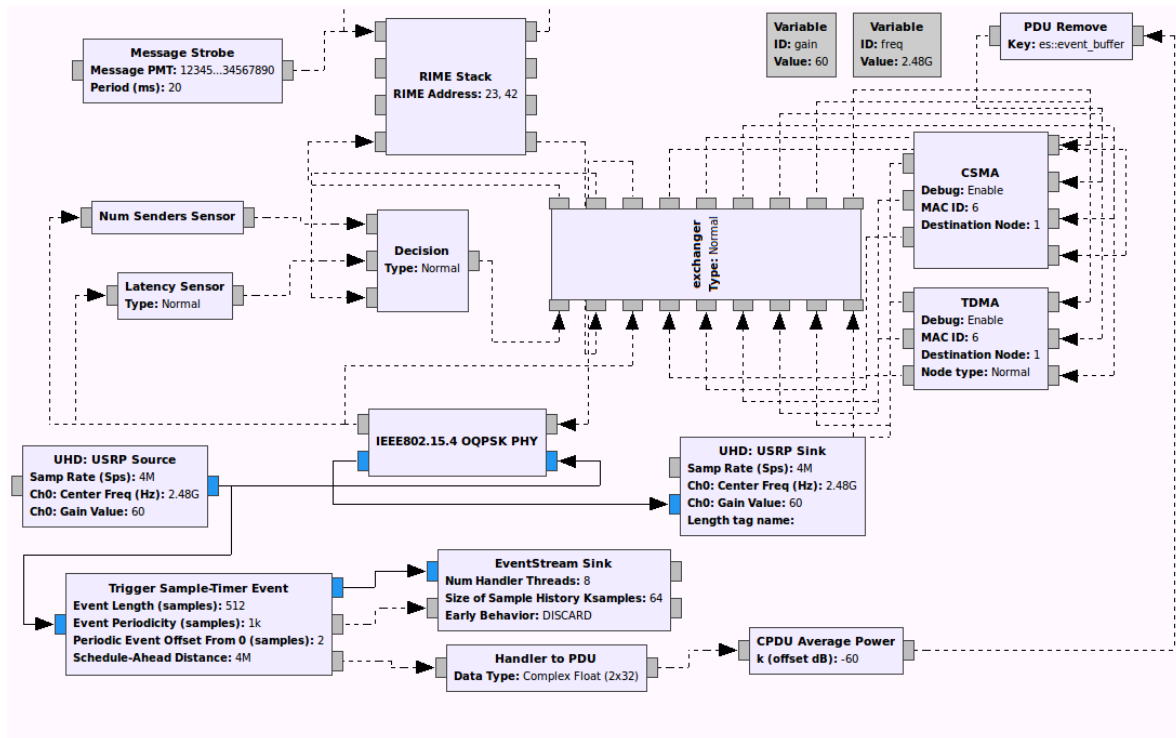 Message Strobe
Message PMT: 12345...34567890
Period (ms): 20
RIME Stack
RIME Address: 23, 42
Variable
ID: gain
Value: 60
Variable
ID: freq
Value: 2.48G
PDU Remove
Key: es::event_buffer
CSMA
Debug: Enable
MAC ID: 6
Destination Node: 1
Num Senders Sensor
Decision
Type: Normal
exchanger
Type: Normal
Latency Sensor
Type: Normal
TDMA
Debug: Enable
MAC ID: 6
Destination Node: 1
Node type: Normal
IEEE802.15.4 OQPSK PHY
UHD: USRP Source
Samp Rate (Sps): 4M
Ch0: Center Freq (Hz): 2.48G
Ch0: Gain Value: 60
UHD: USRP Sink
Samp Rate (Sps): 4M
Ch0: Center Freq (Hz): 2.48G
Ch0: Gain Value: 60
Length tag name:
Trigger Sample-Timer Event
Event Length (samples): 512
Event Periodicity (samples): 1k
Periodic Event Offset From 0 (samples): 2
Schedule-Ahead Distance: 4M
EventStream Sink
Num Handler Threads: 8
Size of Sample History Ksamples: 64
Early Behavior: DISCARD
Handler to PDU
Data Type: Complex Float (2x32)
CPDU Average Power
k (offset dB): -60